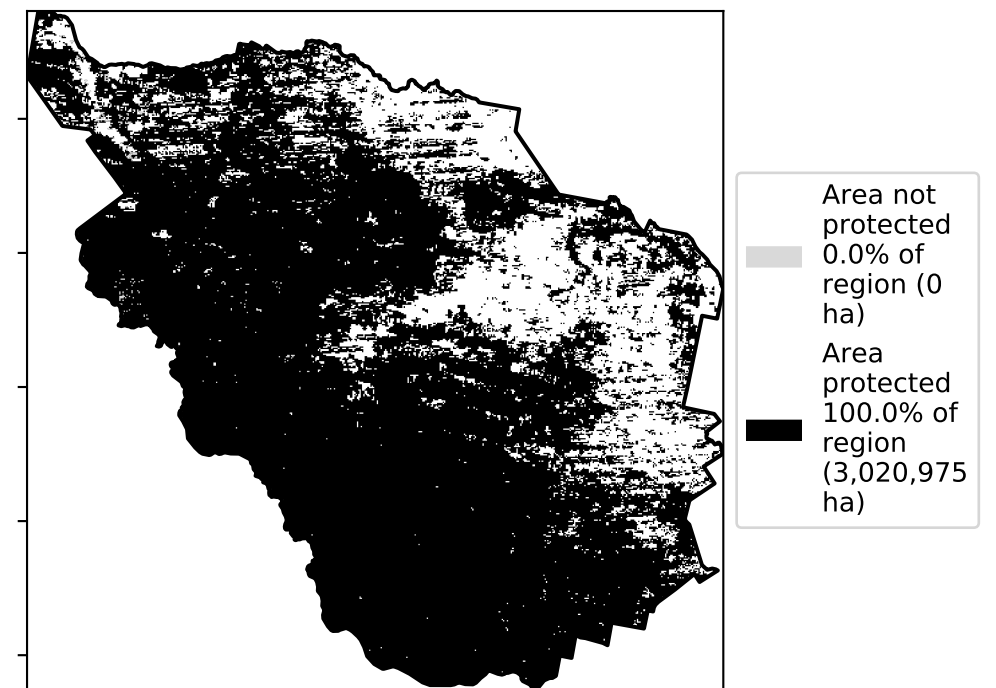 Area not
protected
0.0% of
region (0
ha)
Area
protected
100.0% of
region
(3,020,975
ha)